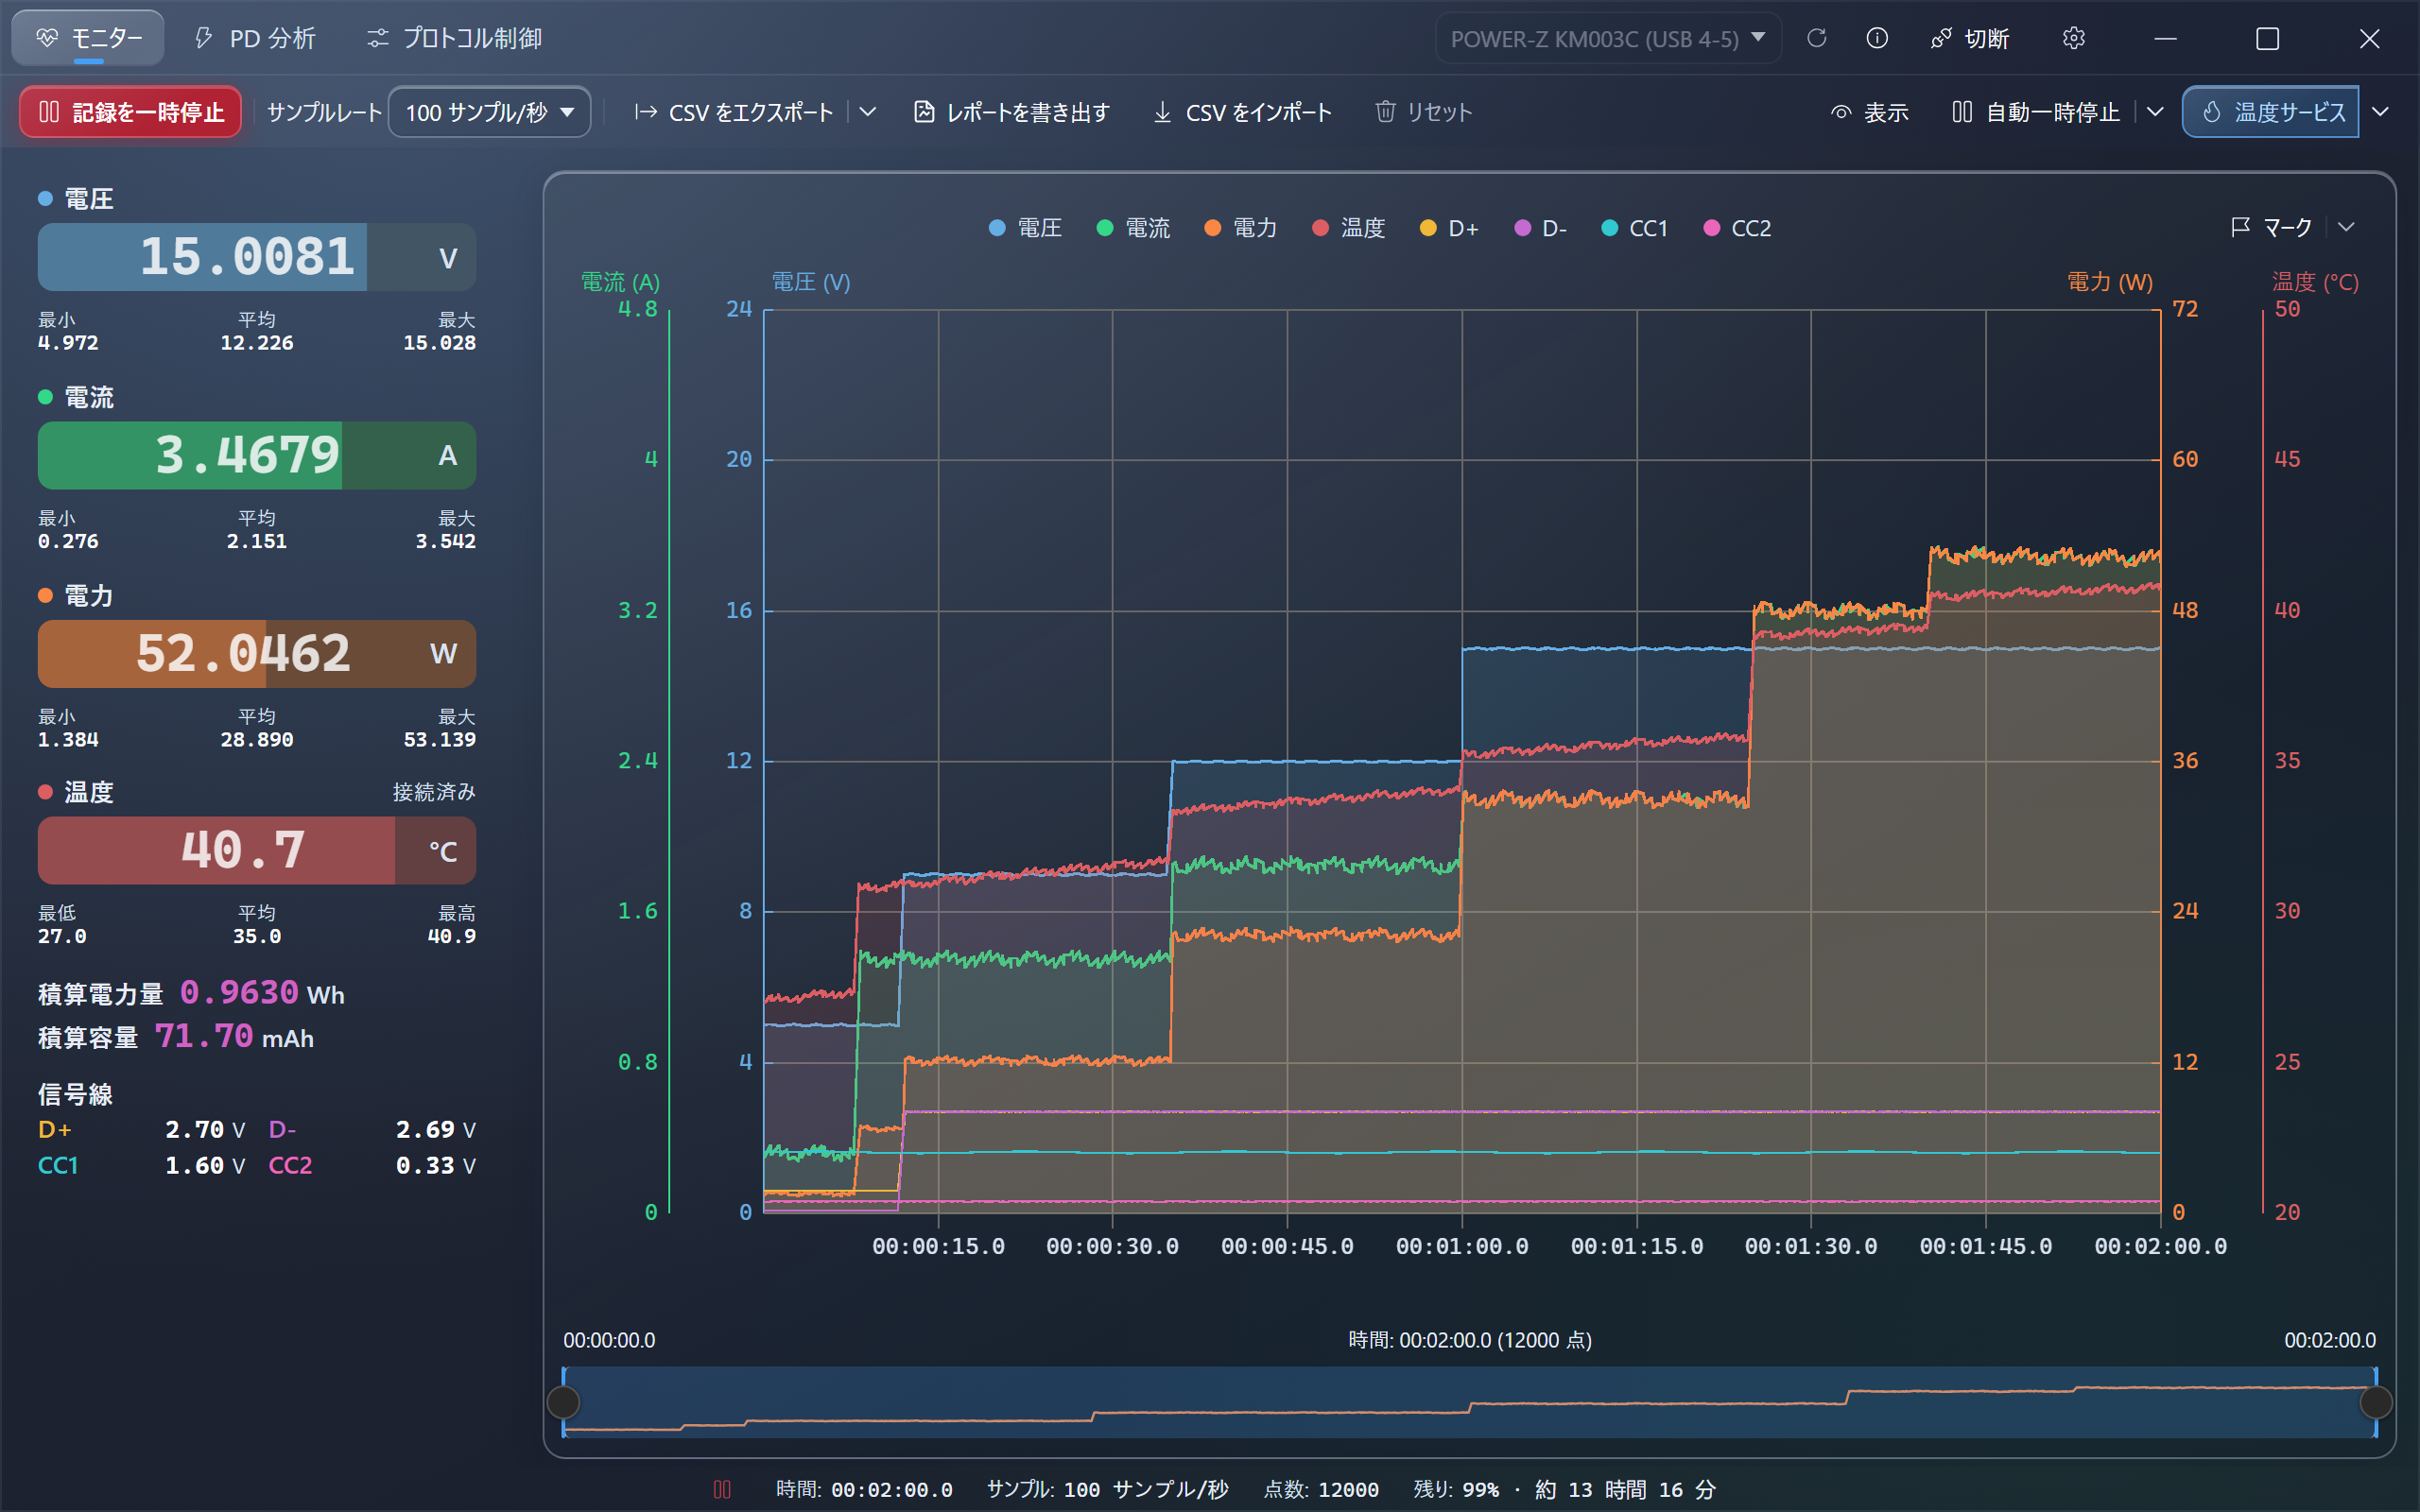 モニター PD 分析 プロトコル制御 POWER-Z KM003C (USB 4-5) 切断
記録を一時停止 サンプルレート 100 サンプル/秒 CSV をエクスポート レポートを書き出す CSV をインポート リセット 表示 自動一時停止 温度サービス
電圧
15.0081 V
最小 平均 最大
4.972 12.226 15.028
電流
3.4679 A
最小 平均 最大
0.276 2.151 3.542
電力
52.0462 W
最小 平均 最大
1.384 28.890 53.139
温度 接続済み
40.7 °C
最低 平均 最高
27.0 35.0 40.9
積算電力量 0.9630 Wh
積算容量 71.70 mAh
信号線
D+ 2.70 V D- 2.69 V
CC1 1.60 V CC2 0.33 V
電圧 電流 電力 温度 D+ D- CC1 CC2 マーク
電流 (A) 電圧 (V) 電力 (W) 温度 (°C)
4.8 24 72 50
4 20 60 45
3.2 16 48 40
2.4 12 36 35
1.6 8 24 30
0.8 4 12 25
0 0 0 20
00:00:15.0 00:00:30.0 00:00:45.0 00:01:00.0 00:01:15.0 00:01:30.0 00:01:45.0 00:02:00.0
00:00:00.0 時間: 00:02:00.0 (12000 点) 00:02:00.0
時間: 00:02:00.0 サンプル: 100 サンプル/秒 点数: 12000 残り: 99% · 約 13 時間 16 分